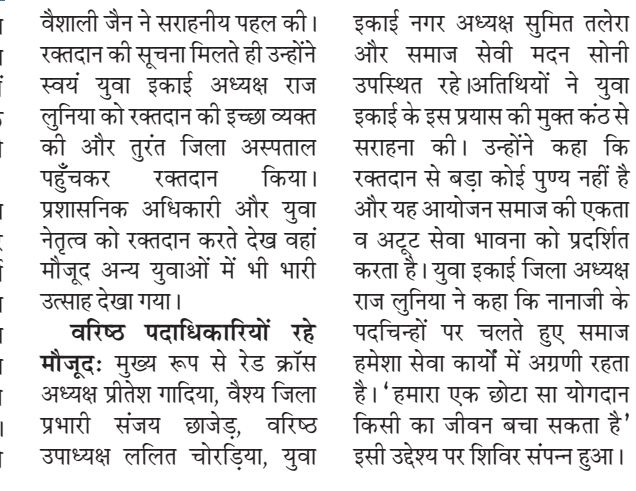 वैशाली जैन ने सराहनीय पहल की।
रक्तदान की सूचना मिलते ही उन्होंने
स्वयं युवा इकाई अध्यक्ष राज
लुनिया को रक्तदान की इच्छा व्यक्त
की और तुरंत जिला अस्पताल
पहुँचकर रक्तदान किया।
प्रशासनिक अधिकारी और युवा
नेतृत्व को रक्तदान करते देख वहां
मौजूद अन्य युवाओं में भी भारी
उत्साह देखा गया।
वरिष्ठ पदाधिकारियों रहे
मौजूद: मुख्य रूप से रेड क्रॉस
अध्यक्ष प्रीतेश गादिया, वैश्य जिला
प्रभारी संजय छाजेड़, वरिष्ठ
उपाध्यक्ष ललित चोरड़िया, युवा
इकाई नगर अध्यक्ष सुमित तलेरा
और समाज सेवी मदन सोनी
उपस्थित रहे।अतिथियों ने युवा
इकाई के इस प्रयास की मुक्त कंठ से
सराहना की। उन्होंने कहा कि
रक्तदान से बड़ा कोई पुण्य नहीं है
और यह आयोजन समाज की एकता
व अटूट सेवा भावना को प्रदर्शित
करता है। युवा इकाई जिला अध्यक्ष
राज लुनिया ने कहा कि नानाजी के
पदचिन्हों पर चलते हुए समाज
हमेशा सेवा कार्यों में अग्रणी रहता
है। 'हमारा एक छोटा सा योगदान
किसी का जीवन बचा सकता है'
इसी उद्देश्य पर शिविर संपन्न हुआ।